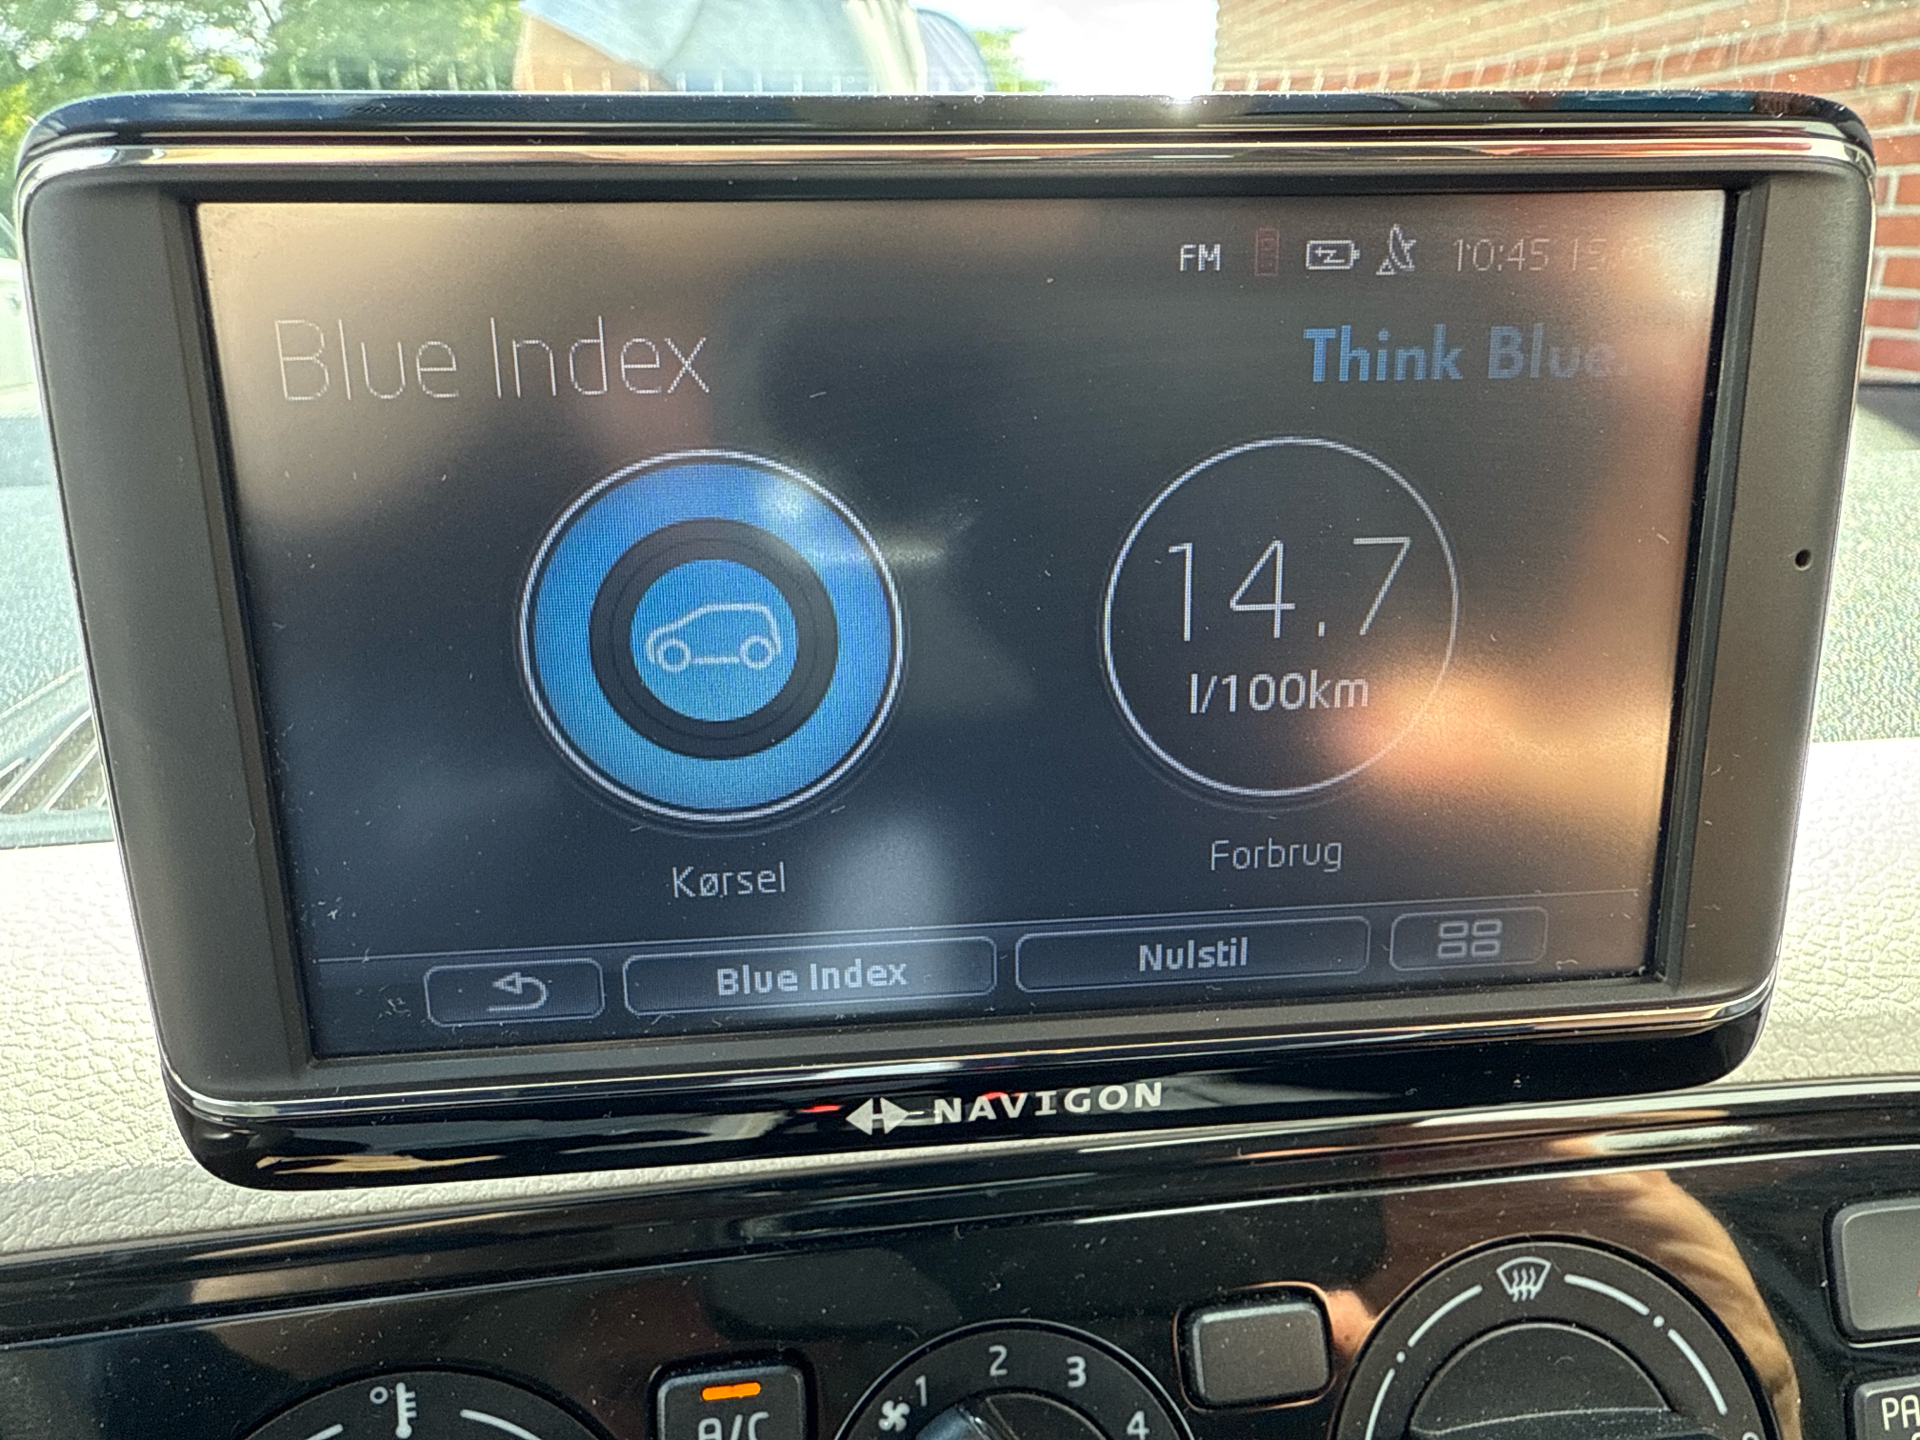 FM 10:45
Blue Index
Think Blue.
14.7
l/100km
Kørsel
Forbrug
Blue Index
Nulstil
NAVIGON
1 2 3 4
A/C